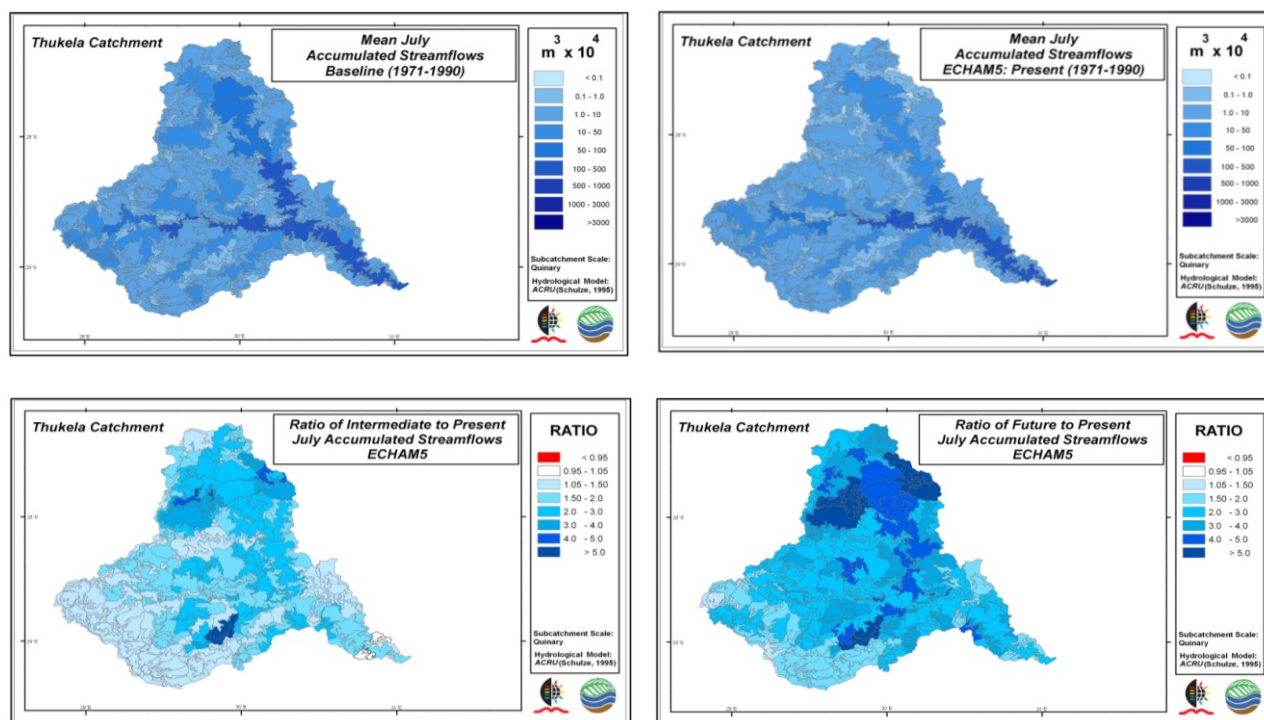 Thukela Catchment
Mean July
Accumulated Streamflows
Baseline (1971-1990)
3 4
m x 10
< 0.1
0.1 - 1.0
1.0 - 10
10 - 50
50 - 100
100 - 500
500 - 1000
1000 - 3000
>3000
Subcatchment Scale:
Quinary
Hydrological Model:
ACRU (Schulze, 1995)
29°E
30°E
31°E
Thukela Catchment
Mean July
Accumulated Streamflows
ECHAM5: Present (1971-1990)
3 4
m x 10
< 0.1
0.1 - 1.0
1.0 - 10
10 - 50
50 - 100
100 - 500
500 - 1000
1000 - 3000
>3000
Subcatchment Scale:
Quinary
Hydrological Model:
ACRU (Schulze, 1995)
Thukela Catchment
Ratio of Intermediate to Present
July Accumulated Streamflows
ECHAM5
RATIO
< 0.95
0.95 - 1.05
1.05 - 1.50
1.50 - 2.0
2.0 - 3.0
3.0 - 4.0
4.0 - 5.0
> 5.0
Subcatchment Scale:
Quinary
Hydrological Model:
ACRU (Schulze, 1995)
Thukela Catchment
Ratio of Future to Present
July Accumulated Streamflows
ECHAM5
RATIO
< 0.95
0.95 - 1.05
1.05 - 1.50
1.50 - 2.0
2.0 - 3.0
3.0 - 4.0
4.0 - 5.0
> 5.0
Subcatchment Scale:
Quinary
Hydrological Model:
ACRU (Schulze, 1995)